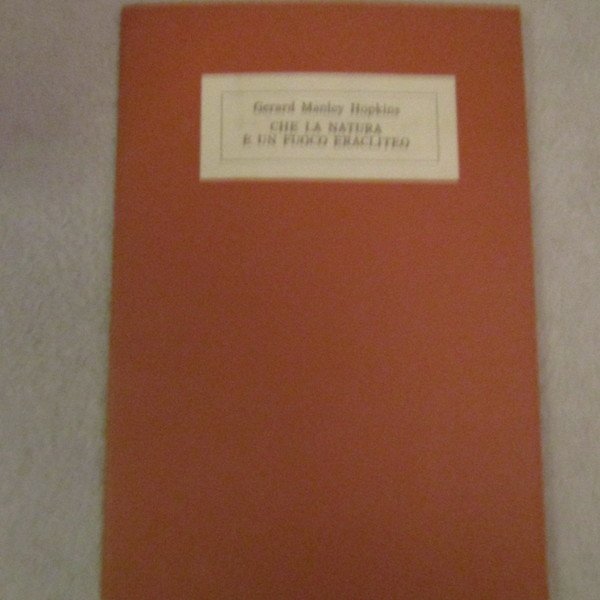 Gerard Manley Hopkins
CHE LA NATURA
E UN FUOCO ERACLITEO